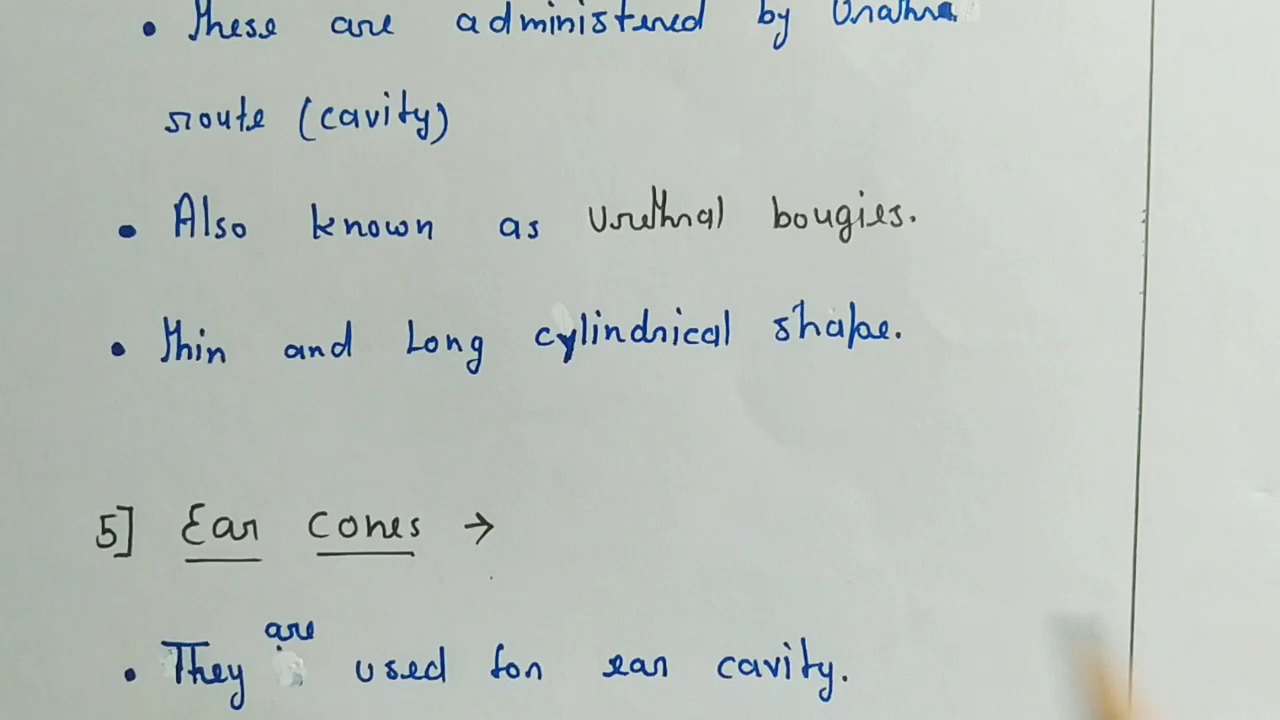 • These are administered by Urathra
route (cavity)
• Also known as Urethral bougies.
• Thin and Long cylindrical shape.
5] Ear Cones →
are
• They used for ear cavity.